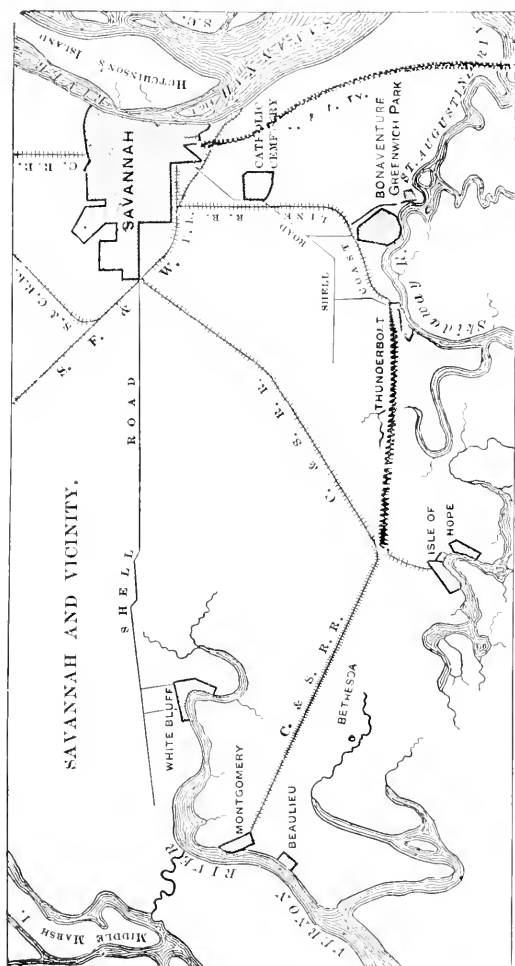 SAVANNAH AND VICINITY.
S.C.
HUTCHINSON'S
ISLAND
SAVANNAH
C. R. R.
CATHOLIC
CEMETERY
BONAVENTURE
GREENWICH PARK
ST. AUGUSTINE
S. F. & W.
COAST LINE R. R.
SHELL
ROAD
SHELL ROAD
THUNDERBOLT
Skidaway R.
C. & S. R. R.
ISLE OF
HOPE
WHITE BLUFF
C. & S. R. R.
BETHESDA
MONTGOMERY
BEAULIEU
VERNON RIVER
MIDDLE MARSH I.